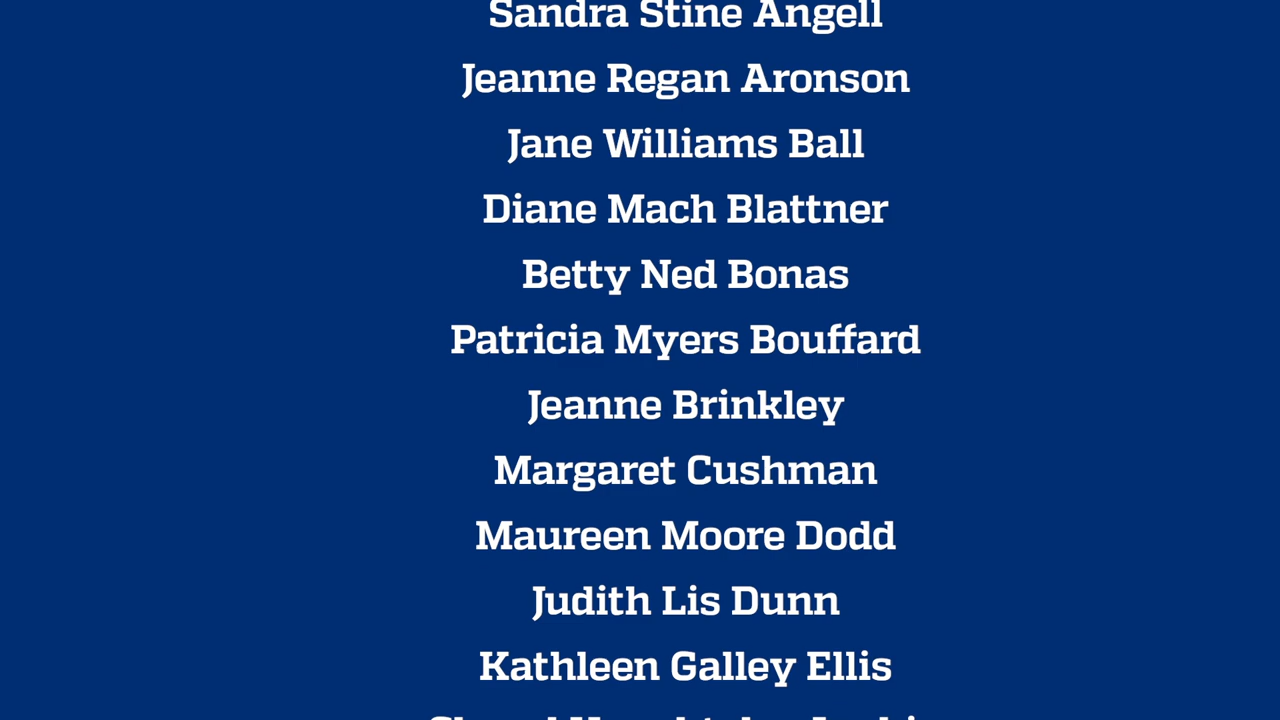 Sandra Stine Angell
Jeanne Regan Aronson
Jane Williams Ball
Diane Mach Blattner
Betty Ned Bonas
Patricia Myers Bouffard
Jeanne Brinkley
Margaret Cushman
Maureen Moore Dodd
Judith Lis Dunn
Kathleen Galley Ellis